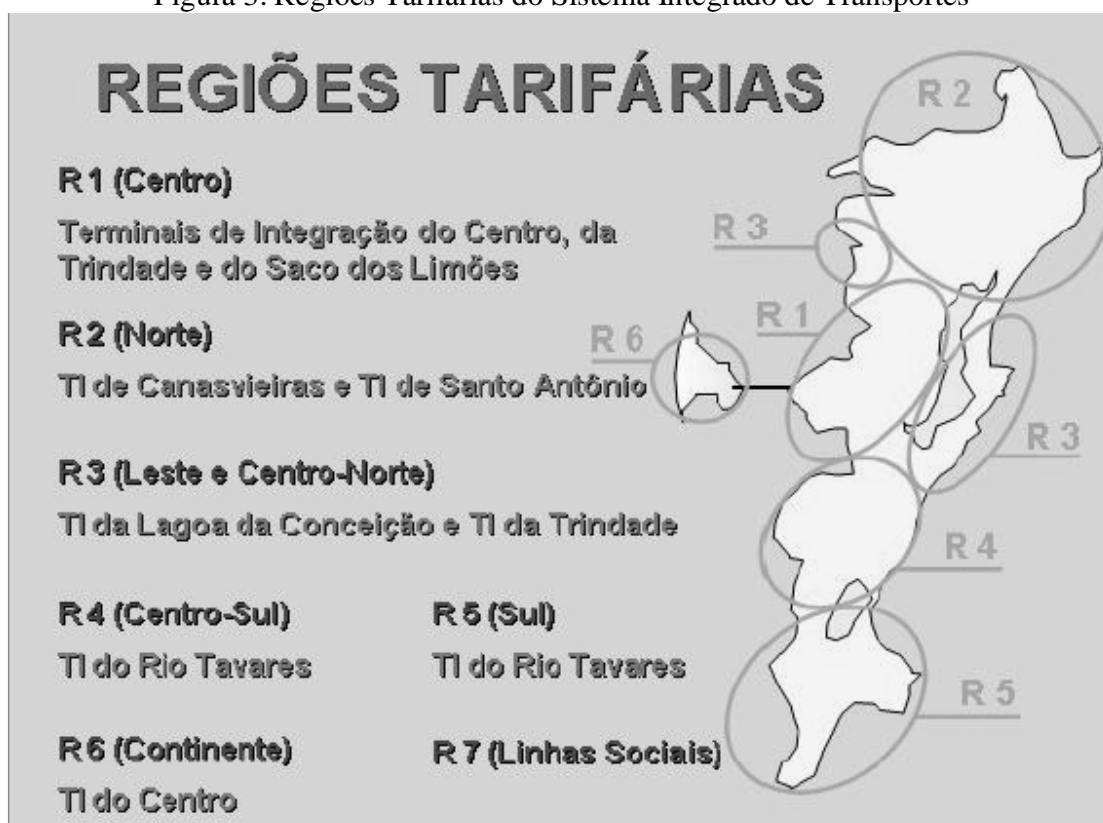 Figura 3: Regiões Tarifárias do Sistema Integrado de Transportes
REGIÕES TARIFÁRIAS
R 1 (Centro)
Terminais de Integração do Centro, da
Trindade e do Saco dos Limões
R 2 (Norte)
TI de Canasvieiras e TI de Santo Antônio
R 3 (Leste e Centro-Norte)
TI da Lagoa da Conceição e TI da Trindade
R 4 (Centro-Sul)
TI do Rio Tavares
R 5 (Sul)
TI do Rio Tavares
R 6 (Continente)
TI do Centro
R 7 (Linhas Sociais)
R 2
R 3
R 1
R 6
R 3
R 4
R 5